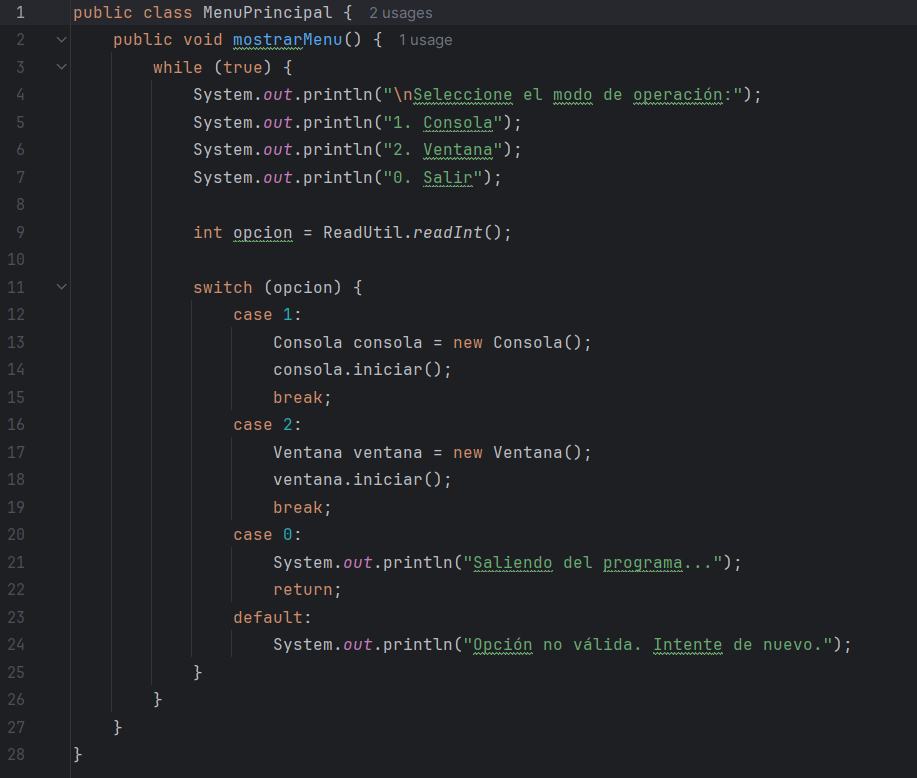 1 public class MenuPrincipal { 2 usages
2     public void mostrarMenu() { 1 usage
3         while (true) {
4             System.out.println("\nSeleccione el modo de operación:");
5             System.out.println("1. Consola");
6             System.out.println("2. Ventana");
7             System.out.println("0. Salir");
8
9             int opcion = ReadUtil.readInt();
10
11             switch (opcion) {
12                 case 1:
13                     Consola consola = new Consola();
14                     consola.iniciar();
15                     break;
16                 case 2:
17                     Ventana ventana = new Ventana();
18                     ventana.iniciar();
19                     break;
20                 case 0:
21                     System.out.println("Saliendo del programa...");
22                     return;
23                 default:
24                     System.out.println("Opción no válida. Intente de nuevo.");
25             }
26         }
27     }
28 }